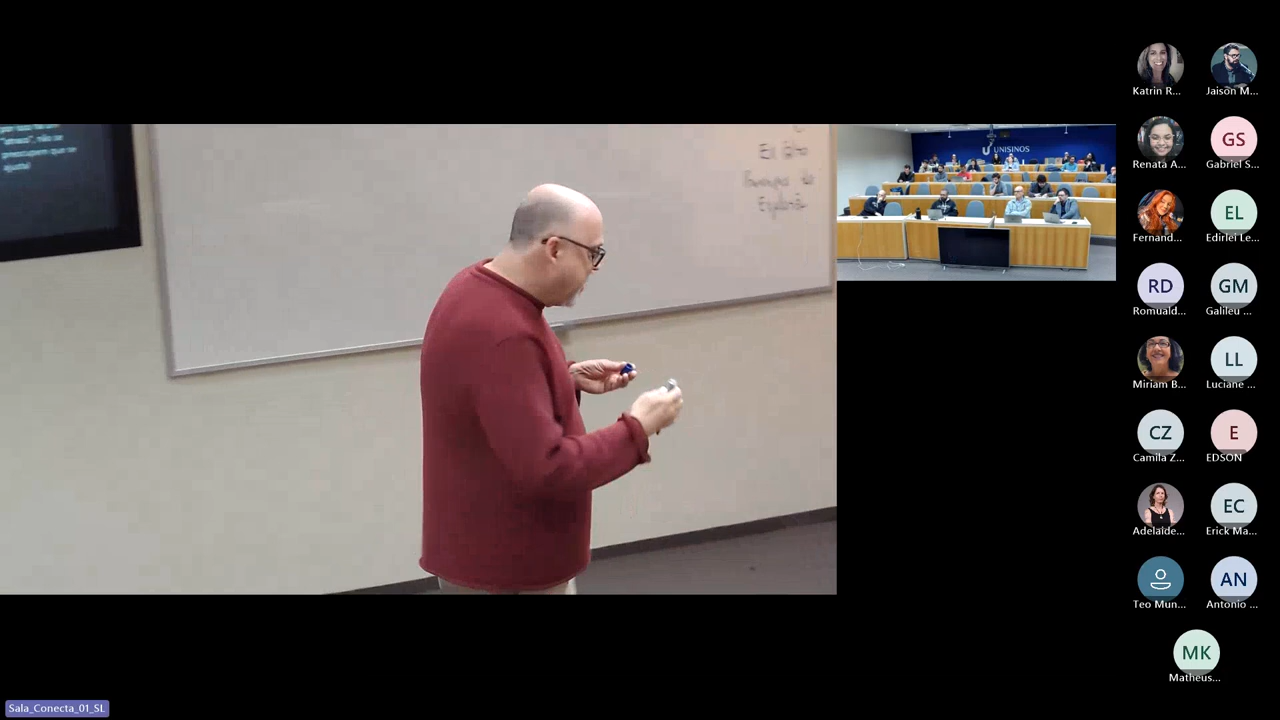 UNISINOS
Katrin R...
Jaison M...
Renata A...
GS
Gabriel S...
Fernand...
EL
Edirlei Le...
RD
Romuald...
GM
Galileu ...
Miriam B...
LL
Luciane ...
CZ
Camila Z...
E
EDSON
Adelaide...
EC
Erick Ma...
Teo Mun...
AN
Antonio ...
MK
Matheus...
Sala_Conecta_01_SL